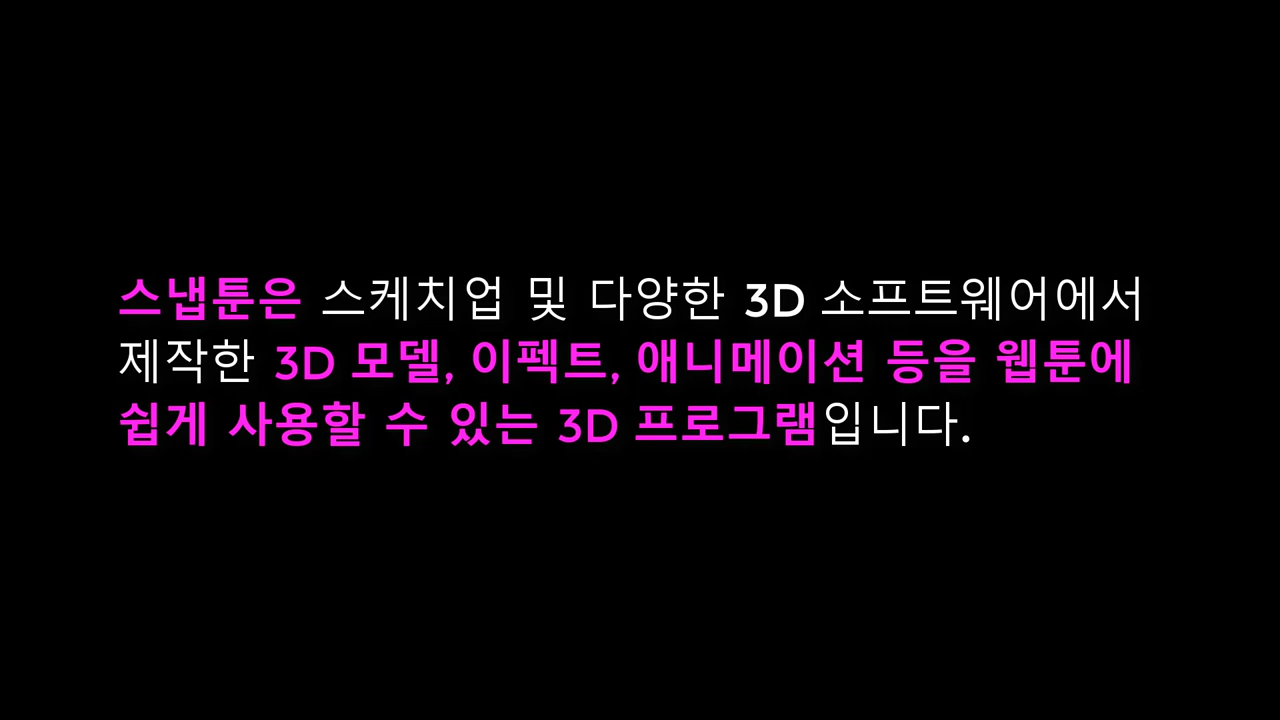 스냅툰은 스케치업 및 다양한 3D 소프트웨어에서
제작한 3D 모델, 이펙트, 애니메이션 등을 웹툰에
쉽게 사용할 수 있는 3D 프로그램입니다.